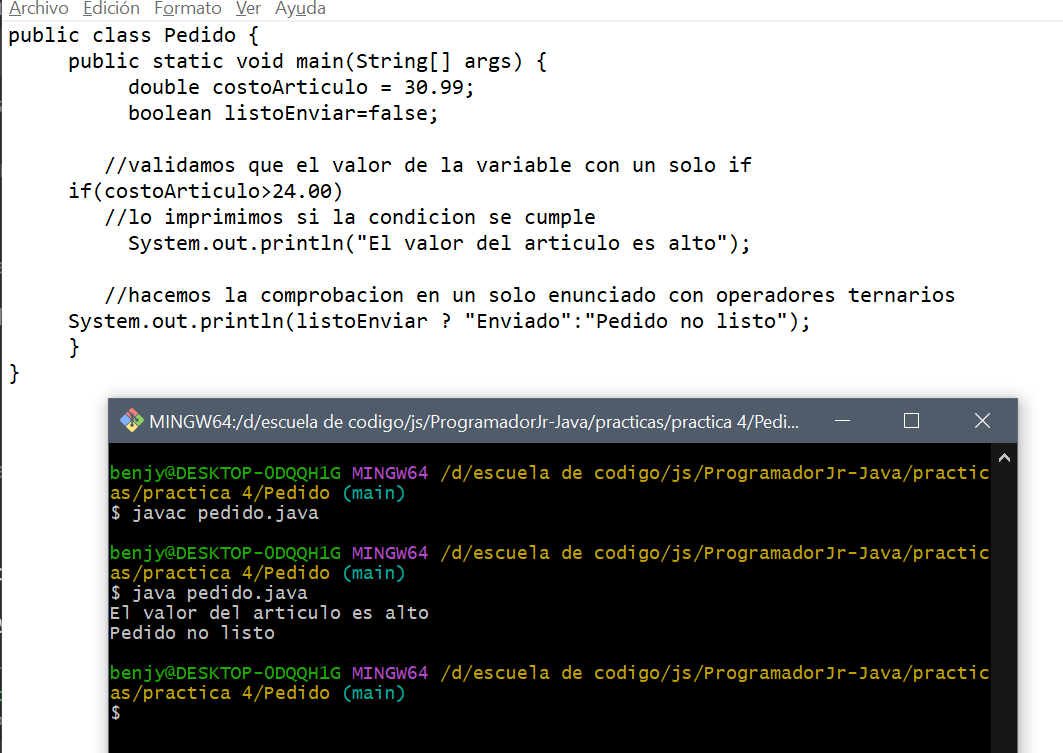 Archivo Edición Formato Ver Ayuda
public class Pedido {
public static void main(String[] args) {
double costoArticulo = 30.99;
boolean listoEnviar=false;
//validamos que el valor de la variable con un solo if
if(costoArticulo>24.00)
//lo imprimimos si la condicion se cumple
System.out.println("El valor del articulo es alto");
//hacemos la comprobacion en un solo enunciado con operadores ternarios
System.out.println(listoEnviar ? "Enviado":"Pedido no listo");
}
}
MINGW64:/d/escuela de codigo/js/ProgramadorJr-Java/practicas/practica 4/Pedi...
benjy@DESKTOP-0DQQH1G MINGW64 /d/escuela de codigo/js/ProgramadorJr-Java/practic
as/practica 4/Pedido (main)
$ javac pedido.java
benjy@DESKTOP-0DQQH1G MINGW64 /d/escuela de codigo/js/ProgramadorJr-Java/practic
as/practica 4/Pedido (main)
$ java pedido.java
El valor del articulo es alto
Pedido no listo
benjy@DESKTOP-0DQQH1G MINGW64 /d/escuela de codigo/js/ProgramadorJr-Java/practic
as/practica 4/Pedido (main)
$